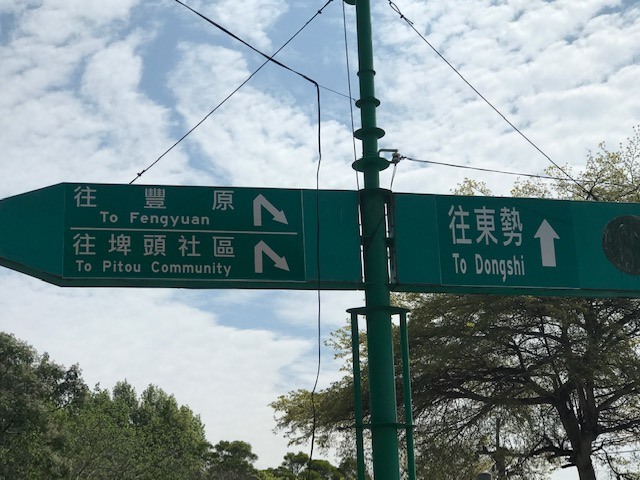 往豐原
To Fengyuan
往埤頭社區
To Pitou Community
往東勢
To Dongshi